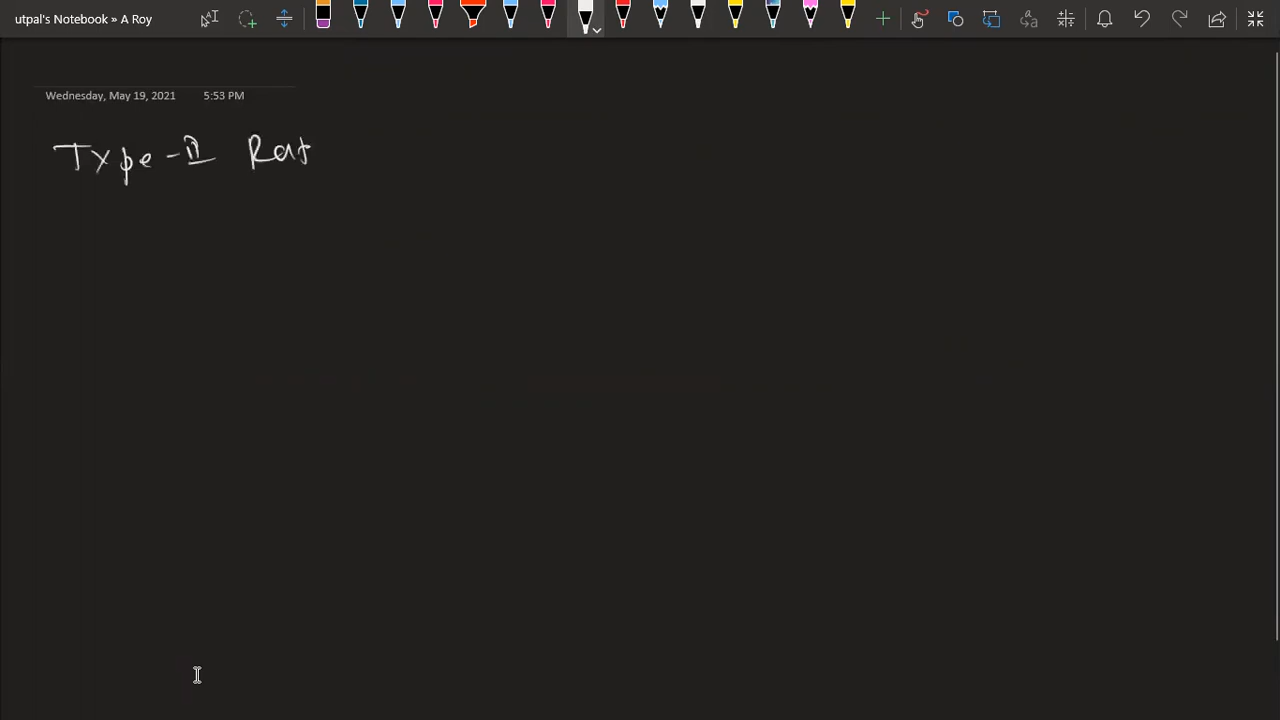 utpal's Notebook » A Roy
Wednesday, May 19, 2021 5:53 PM
Type-II Rat